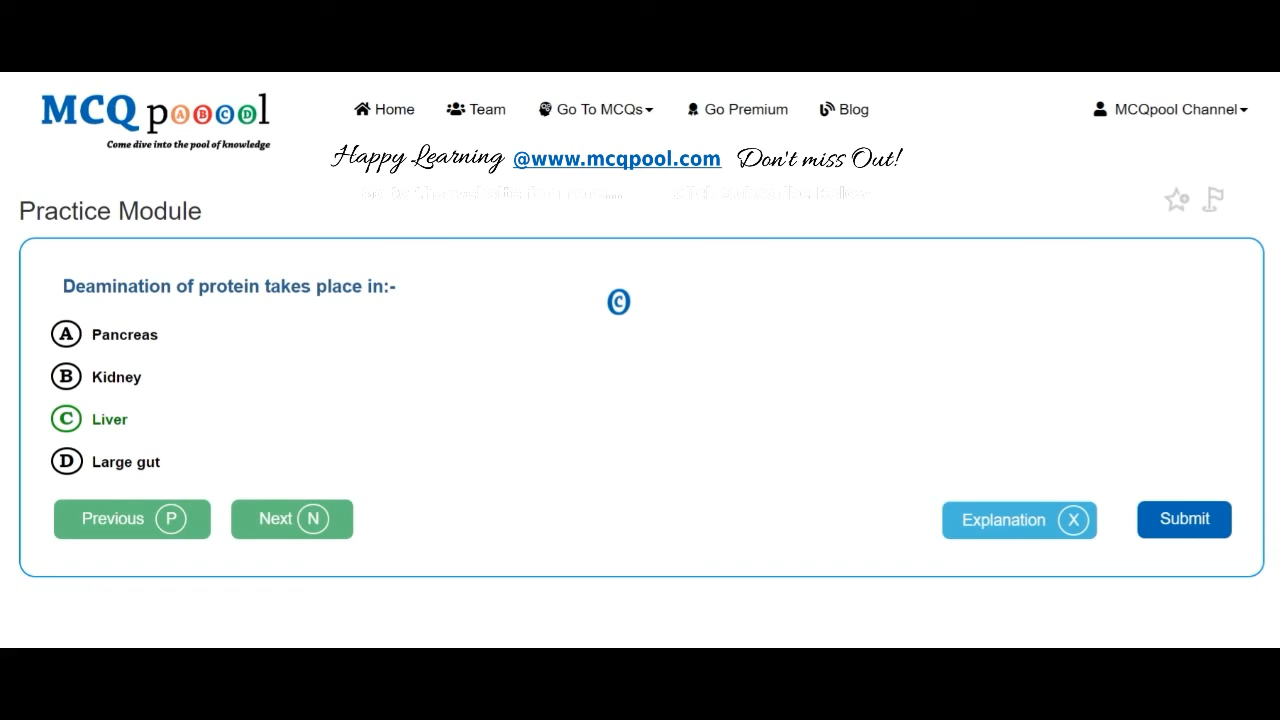 MCQ pooool
Come dive into the pool of knowledge
Home Team Go To MCQs Go Premium Blog MCQpool Channel
Happy Learning @www.mcqpool.com Don't miss Out!
Practice Module
Deamination of protein takes place in:-
C
A Pancreas
B Kidney
C Liver
D Large gut
Previous P Next N Explanation X Submit